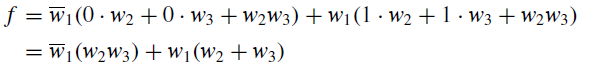 f = w̅₁(0 · w₂ + 0 · w₃ + w₂w₃) + w₁(1 · w₂ + 1 · w₃ + w₂w₃)
= w̅₁(w₂w₃) + w₁(w₂ + w₃)